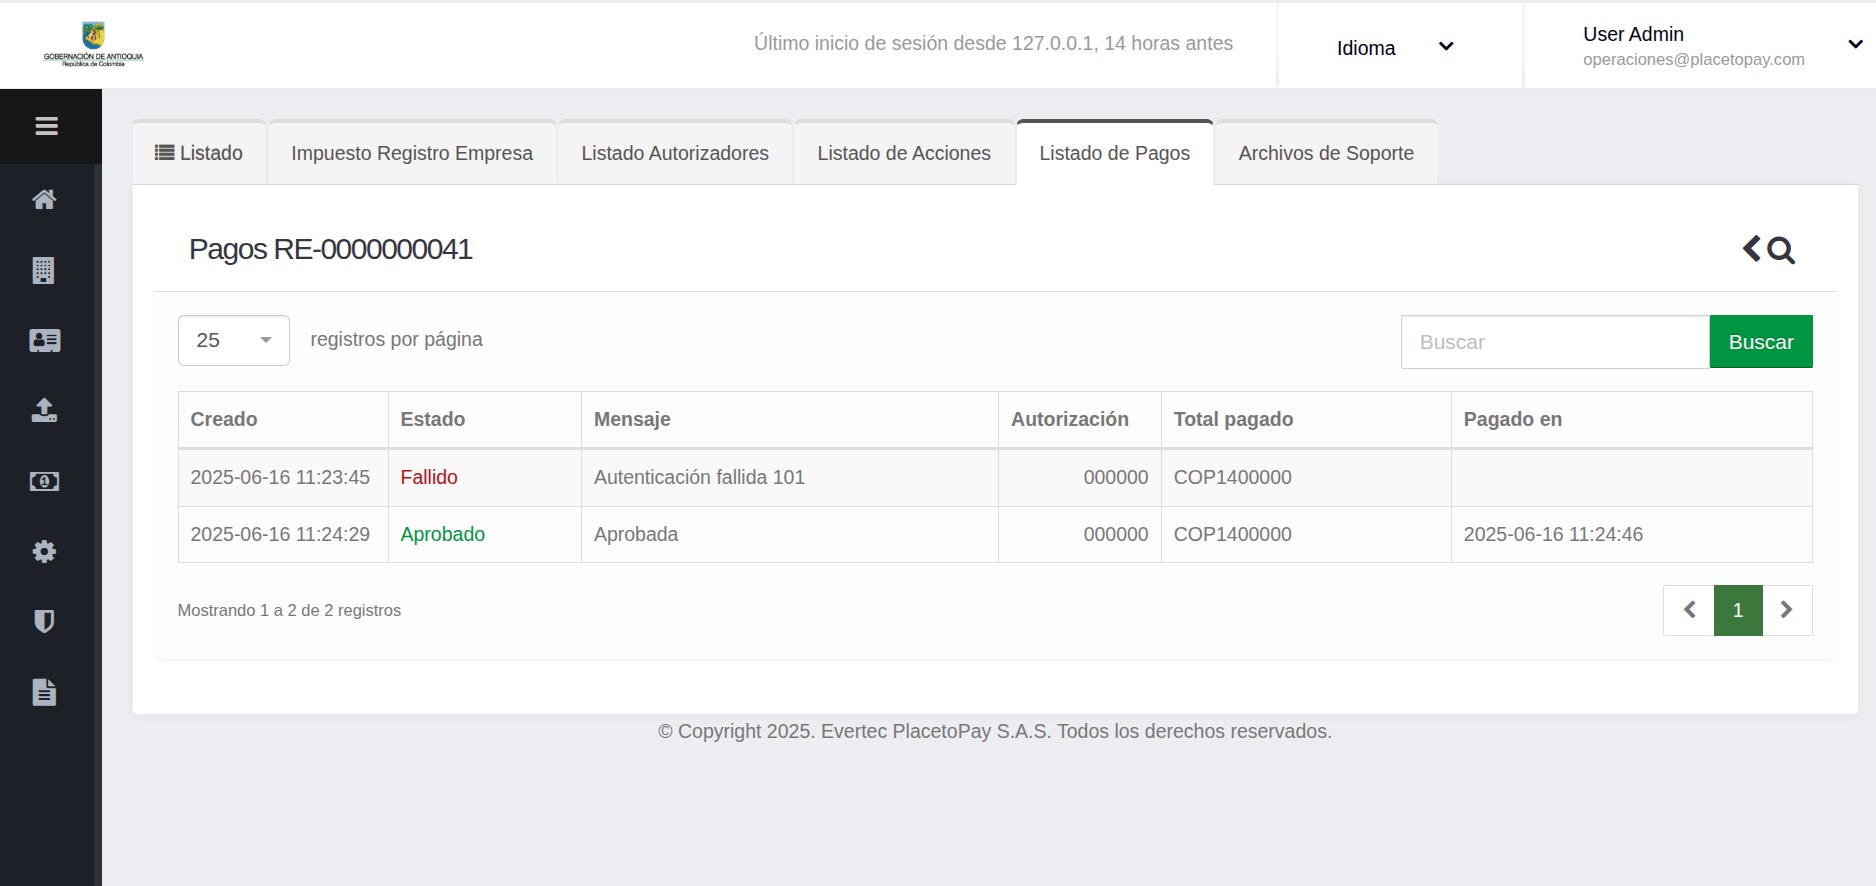 GOBERNACIÓN DE ANTIOQUIA
República de Colombia
Último inicio de sesión desde 127.0.0.1, 14 horas antes
Idioma
User Admin
operaciones@placetopay.com
Listado
Impuesto Registro Empresa
Listado Autorizadores
Listado de Acciones
Listado de Pagos
Archivos de Soporte
Pagos RE-0000000041
25 registros por página
Buscar Buscar
Creado Estado Mensaje Autorización Total pagado Pagado en
2025-06-16 11:23:45 Fallido Autenticación fallida 101 000000 COP1400000
2025-06-16 11:24:29 Aprobado Aprobada 000000 COP1400000 2025-06-16 11:24:46
Mostrando 1 a 2 de 2 registros
1
© Copyright 2025. Evertec PlacetoPay S.A.S. Todos los derechos reservados.